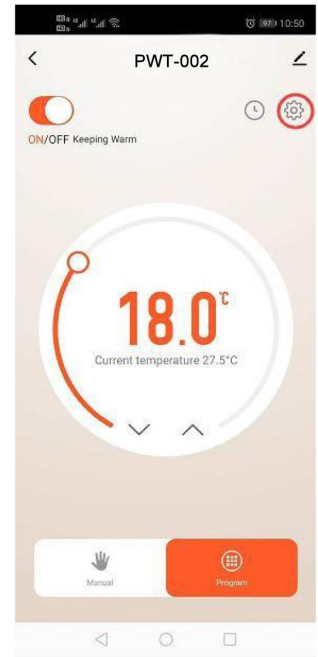 10:50
PWT-002
ON/OFF Keeping Warm
18.0℃
Current temperature 27.5°C
Manual
Program